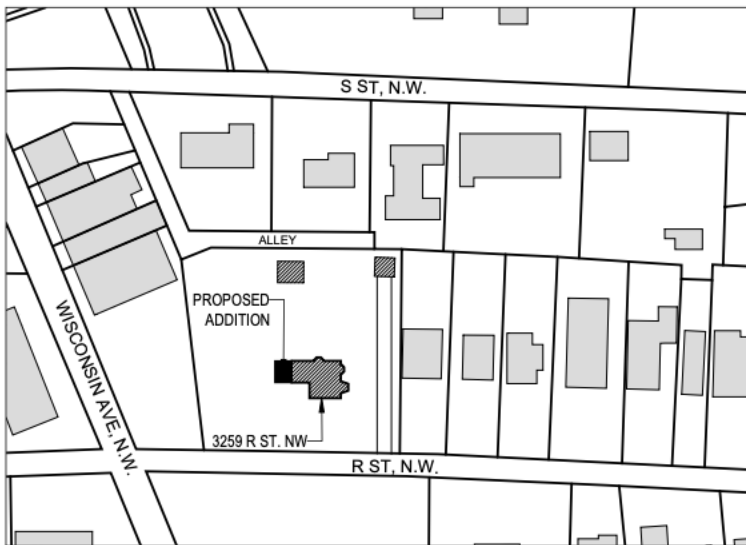 S ST, N.W.
ALLEY
PROPOSED
ADDITION
WISCONSIN AVE, N.W.
3259 R ST. NW
R ST, N.W.